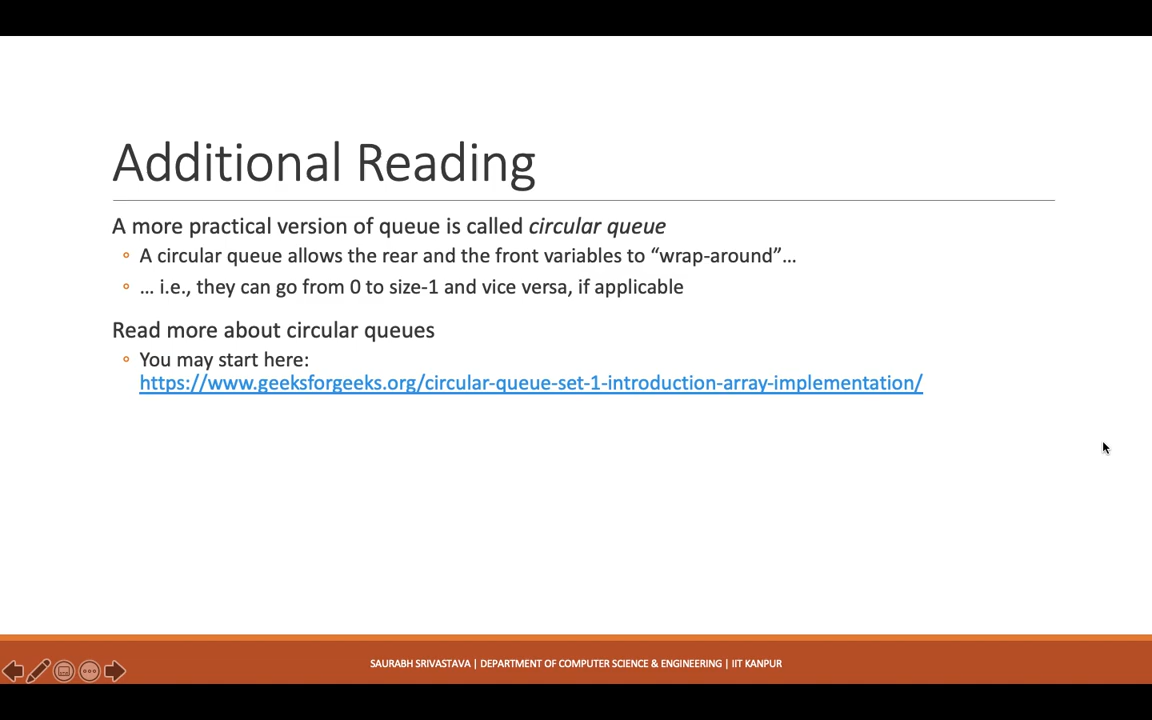 Additional Reading
A more practical version of queue is called circular queue
◦ A circular queue allows the rear and the front variables to “wrap-around”…
◦ … i.e., they can go from 0 to size-1 and vice versa, if applicable
Read more about circular queues
◦ You may start here:
https://www.geeksforgeeks.org/circular-queue-set-1-introduction-array-implementation/
SAURABH SRIVASTAVA | DEPARTMENT OF COMPUTER SCIENCE & ENGINEERING | IIT KANPUR